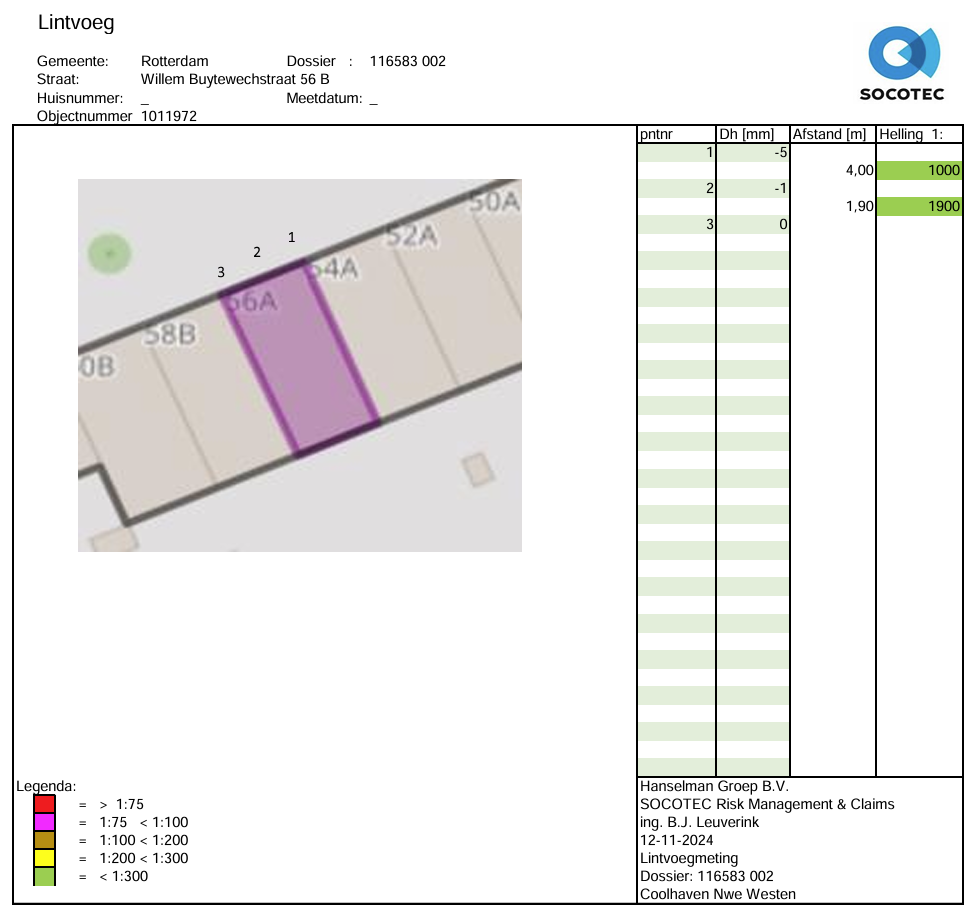 Lintvoeg
Gemeente: Rotterdam Dossier : 116583 002
Straat: Willem Buytewechstraat 56 B
Huisnummer: _ Meetdatum: _
Objectnummer 1011972
SOCOTEC
pntnr Dh [mm] Afstand [m] Helling 1:
1 -5
4,00 1000
2 -1
1,90 1900
3 0
50A
52A
1
2
54A
3
56A
58B
0B
Legenda:
= > 1:75
= 1:75 < 1:100
= 1:100 < 1:200
= 1:200 < 1:300
= < 1:300
Hanselman Groep B.V.
SOCOTEC Risk Management & Claims
ing. B.J. Leuverink
12-11-2024
Lintvoegmeting
Dossier: 116583 002
Coolhaven Nwe Westen